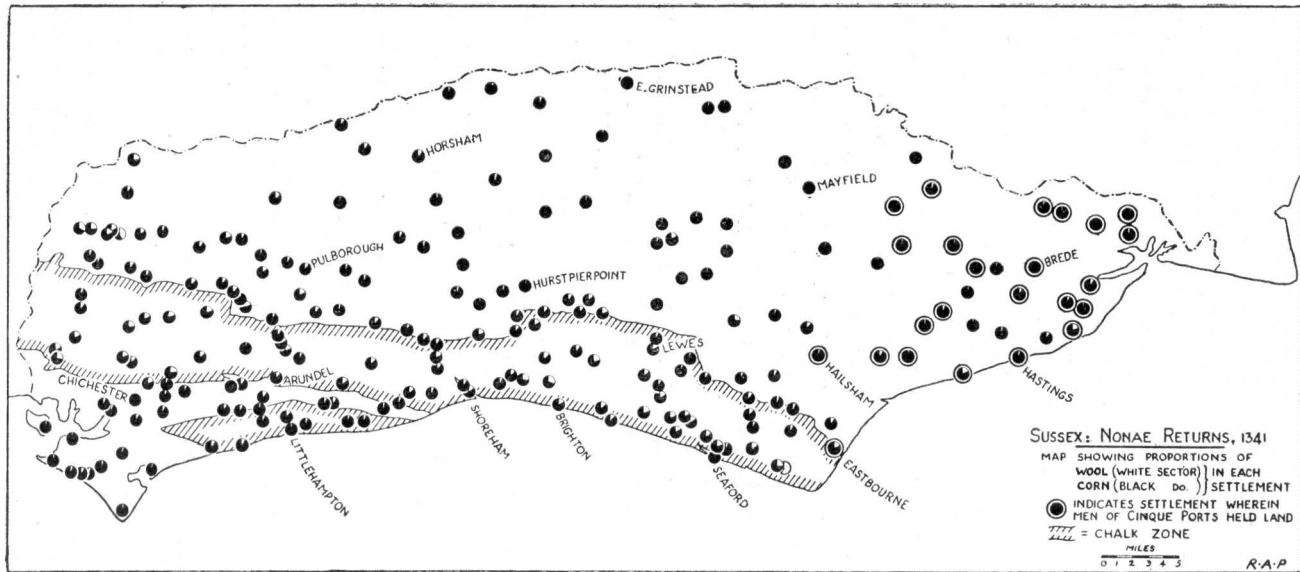 E. GRINSTEAD
HORSHAM
MAYFIELD
PULBOROUGH
BREDE
HURSTPIERPOINT
LEWES
HAILSHAM
HASTINGS
CHICHESTER
ARUNDEL
SHOREHAM
BRIGHTON
LITTLEHAMPTON
SEAFORD
EASTBOURNE
SUSSEX: NONAE RETURNS, 1341
MAP SHOWING PROPORTIONS OF
WOOL (WHITE SECTOR)} IN EACH
CORN (BLACK DO. )} SETTLEMENT
INDICATES SETTLEMENT WHEREIN
MEN OF CINQUE PORTS HELD LAND
= CHALK ZONE
MILES
0 1 2 3 4 5
R.A.P